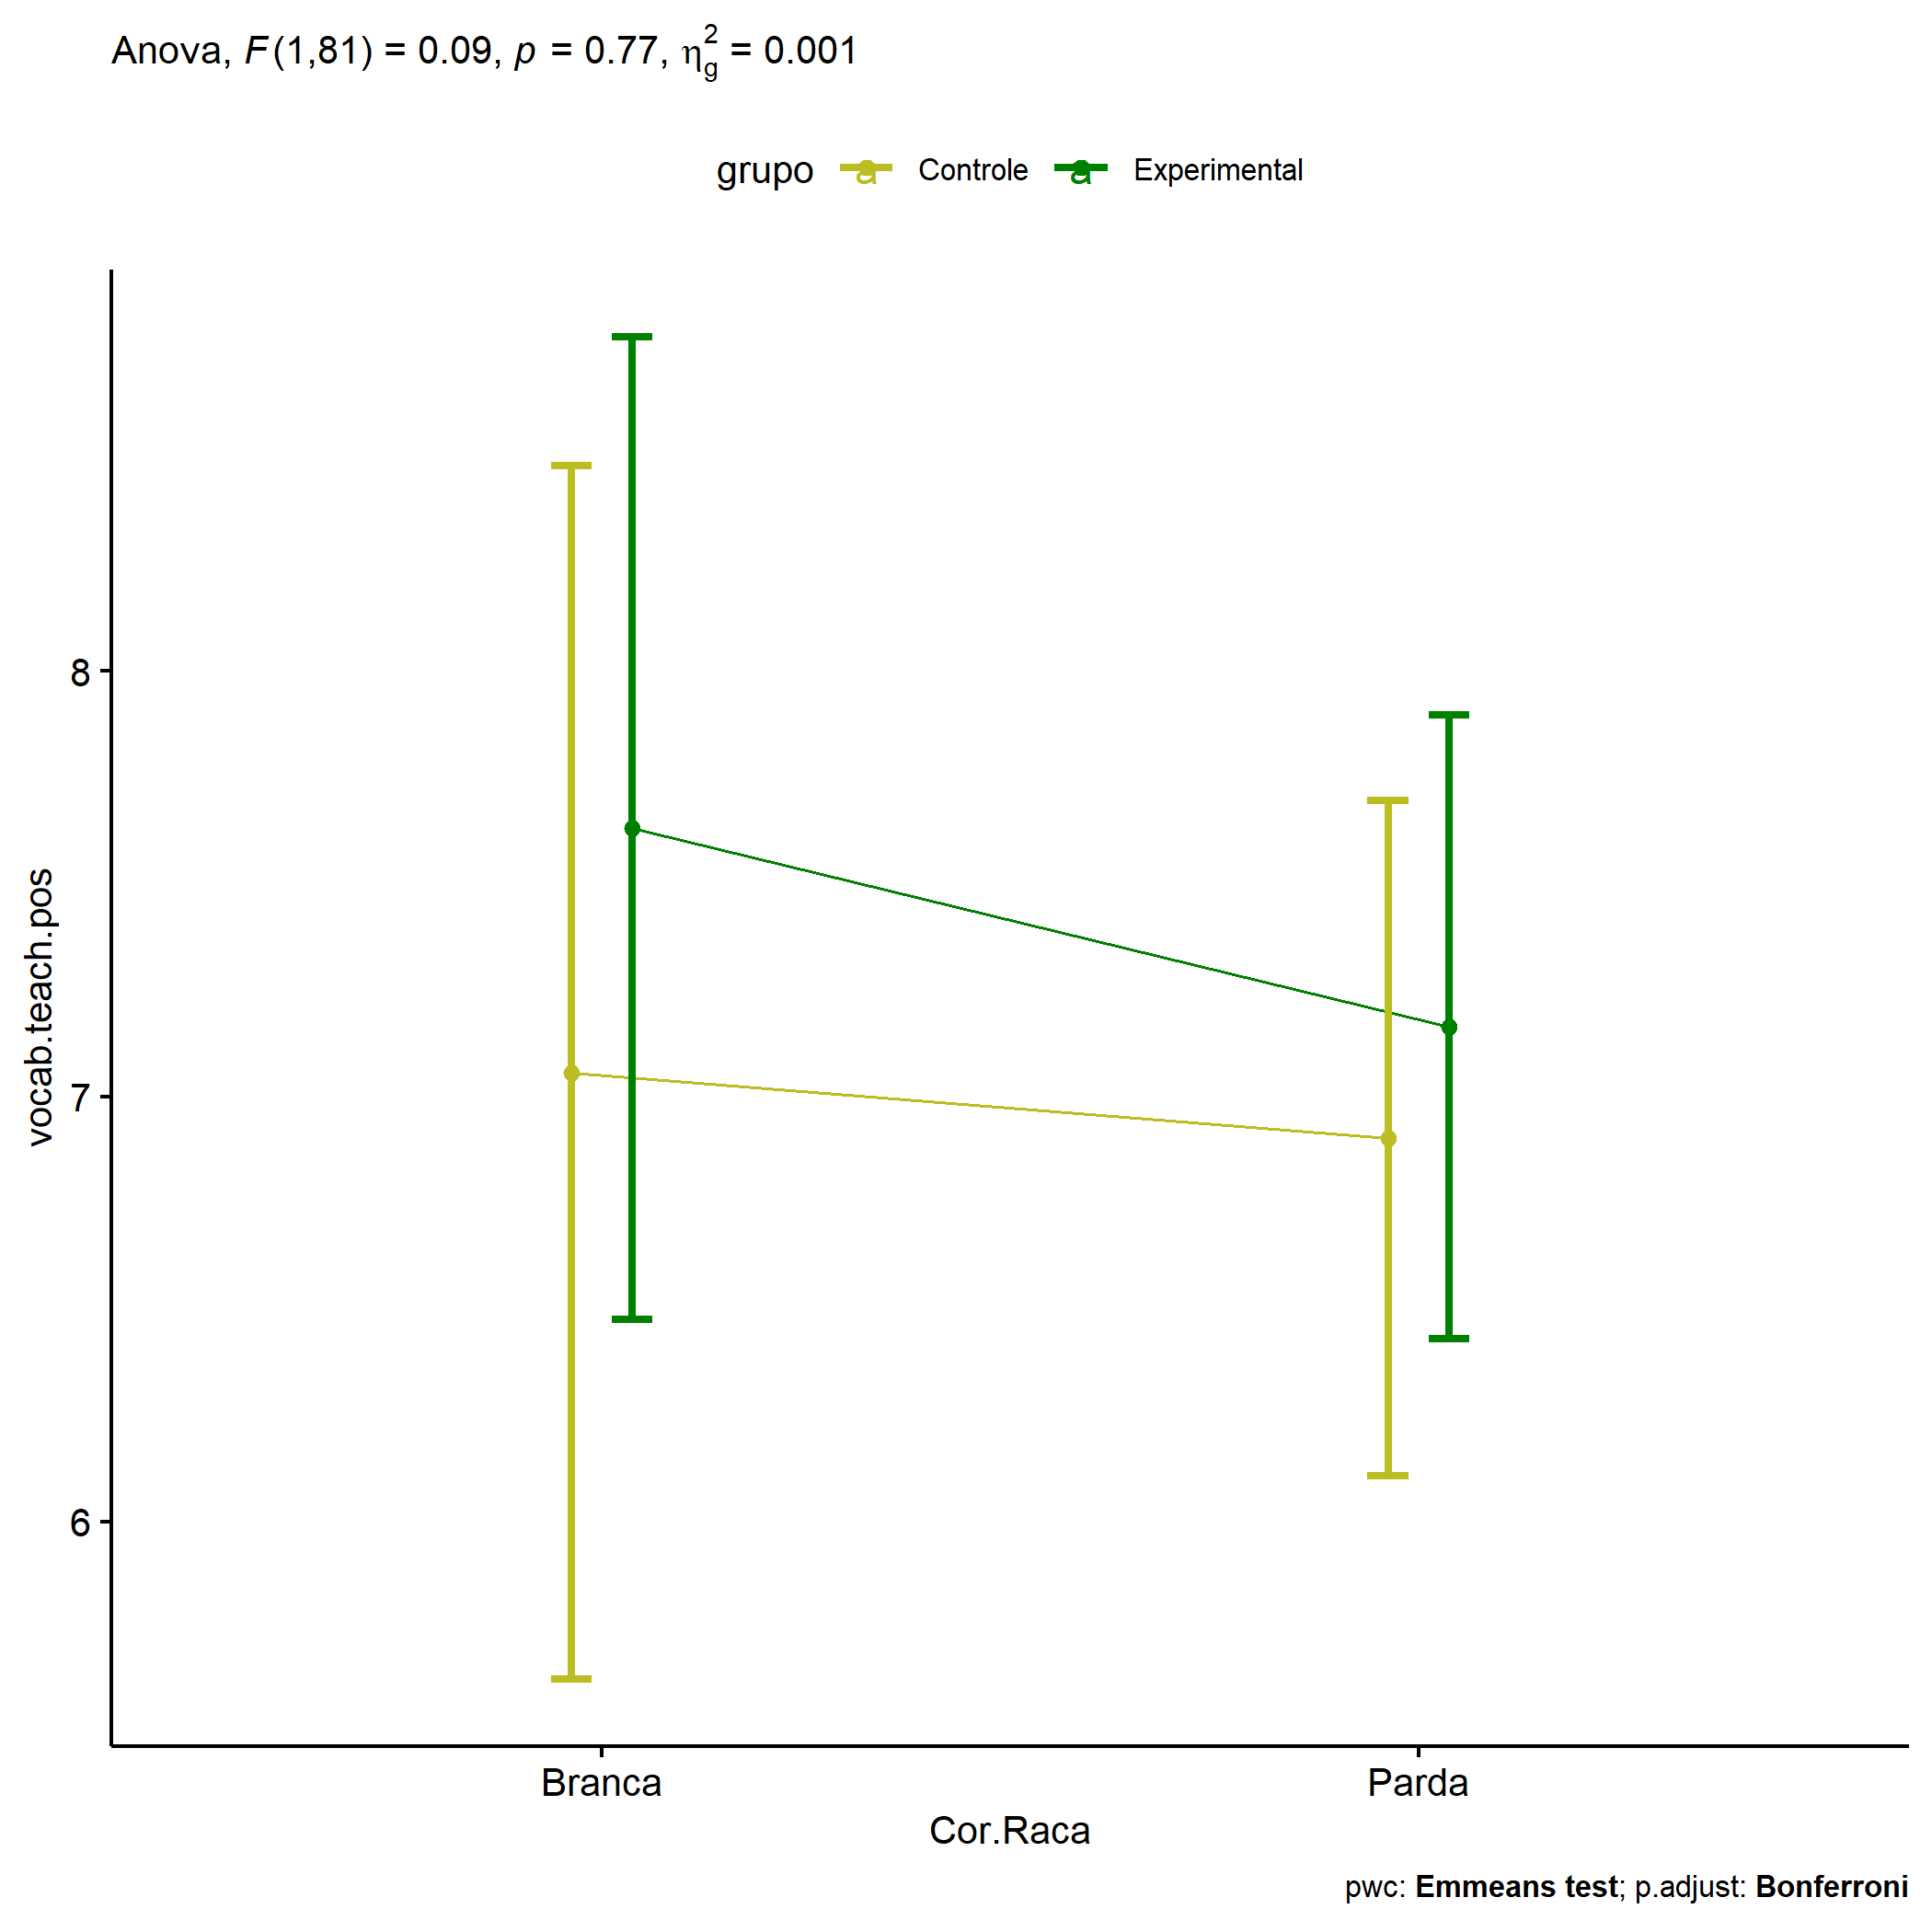 Anova, F(1,81) = 0.09, p = 0.77, η²g = 0.001
grupo a Controle a Experimental
8
7
6
vocab.teach.pos
Branca Parda
Cor.Raca
pwc: Emmeans test; p.adjust: Bonferroni